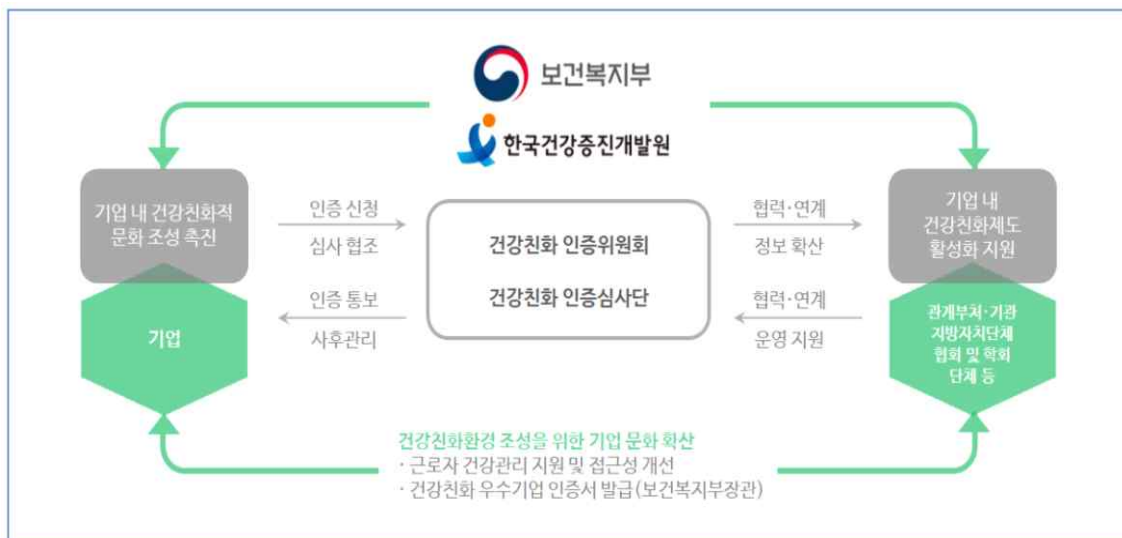 보건복지부
한국건강증진개발원
기업 내 건강친화적
문화 조성 촉진
기업
인증 신청
심사 협조
인증 통보
사후관리
건강친화 인증위원회
건강친화 인증심사단
협력·연계
정보 확산
협력·연계
운영 지원
기업 내
건강친화제도
활성화 지원
관계부처·기관
지방자치단체
협회 및 학회
단체 등
건강친화환경 조성을 위한 기업 문화 확산
· 근로자 건강관리 지원 및 접근성 개선
· 건강친화 우수기업 인증서 발급(보건복지부장관)